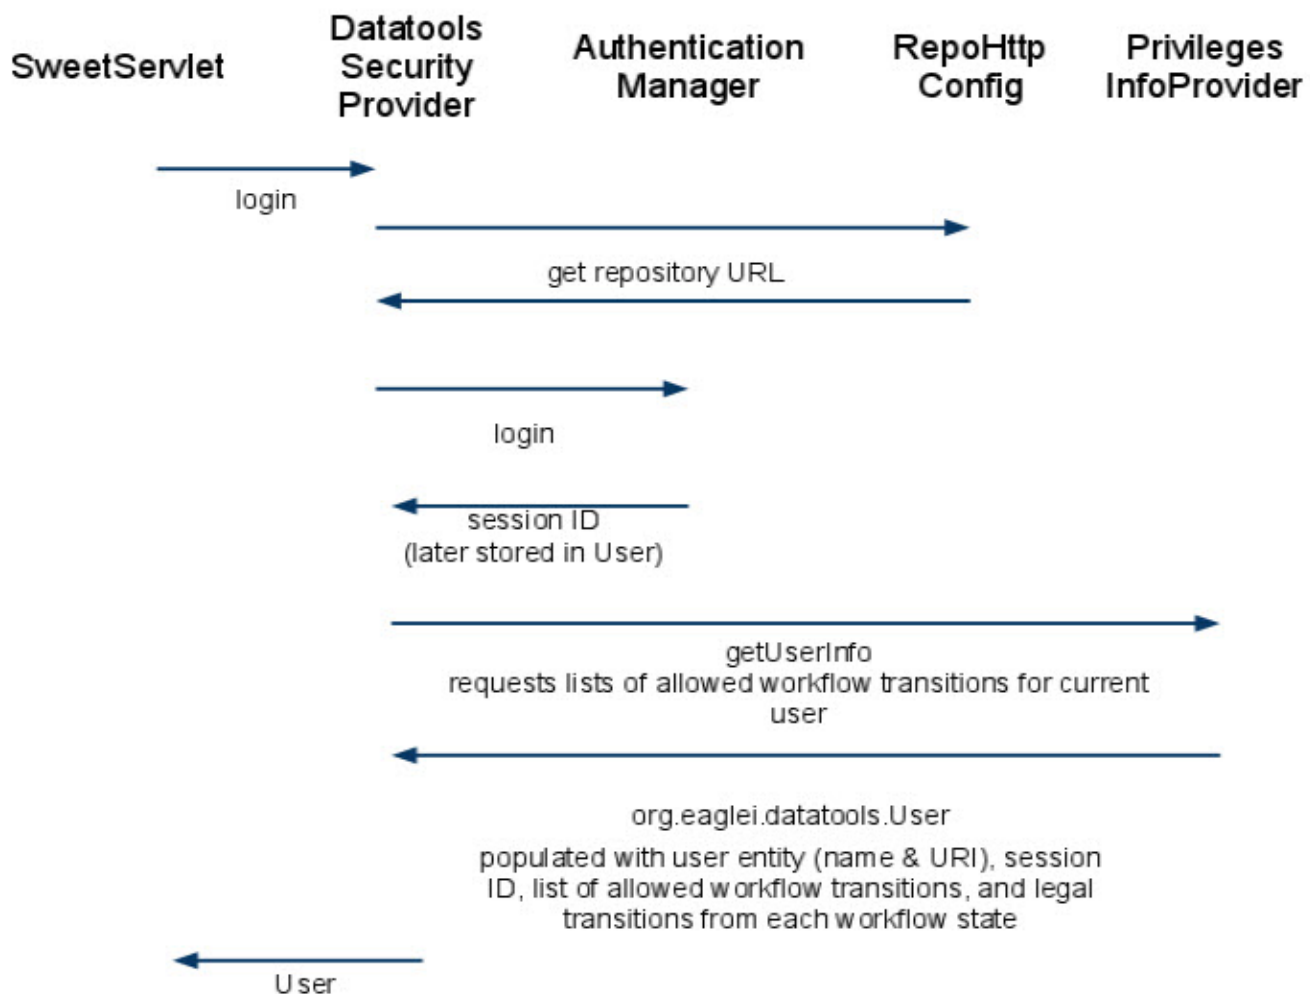 SweetServlet
Datatools
Security
Provider
Authentication
Manager
RepoHttp
Config
Privileges
InfoProvider
login
get repository URL
login
session ID
(later stored in User)
getUserInfo
requests lists of allowed workflow transitions for current
user
org.eaglei.datatools.User
populated with user entity (name & URI), session
ID, list of allowed workflow transitions, and legal
transitions from each workflow state
User